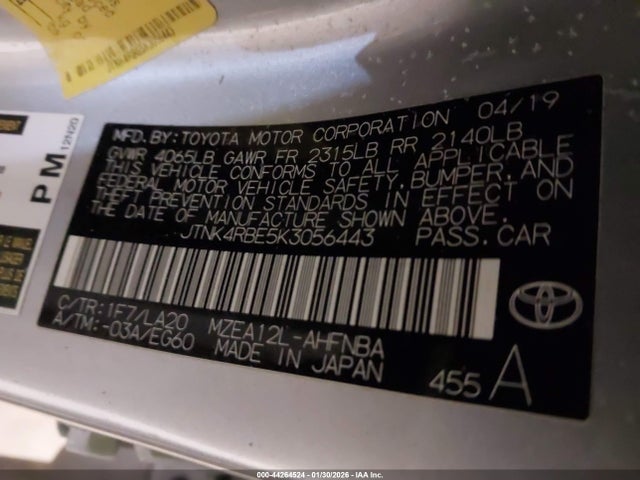 MFD.BY:TOYOTA MOTOR CORPORATION 04/19
GVWR 4065LB GAWR FR 2315LB RR 2140LB
THIS VEHICLE CONFORMS TO ALL APPLICABLE
FEDERAL MOTOR VEHICLE SAFETY,BUMPER,AND
THEFT PREVENTION STANDARDS IN EFFECT ON
THE DATE OF MANUFACTURE SHOWN ABOVE.
JTNK4RBE5K3056443 PASS.CAR
C/TR:1F7/LA20 MZEA12L-AHFNBA
A/TM:-03A/EG60 MADE IN JAPAN
455 A
PM
12N20
000-44264524 - 01/30/2026 - IAA Inc.